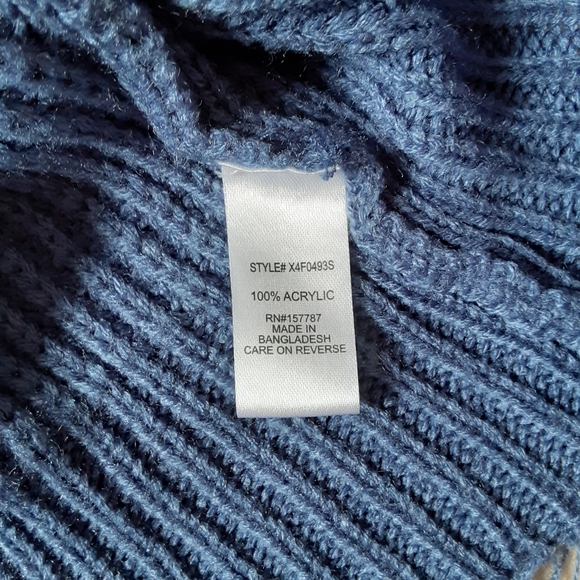 STYLE# X4F0493S
100% ACRYLIC
RN#157787
MADE IN
BANGLADESH
CARE ON REVERSE